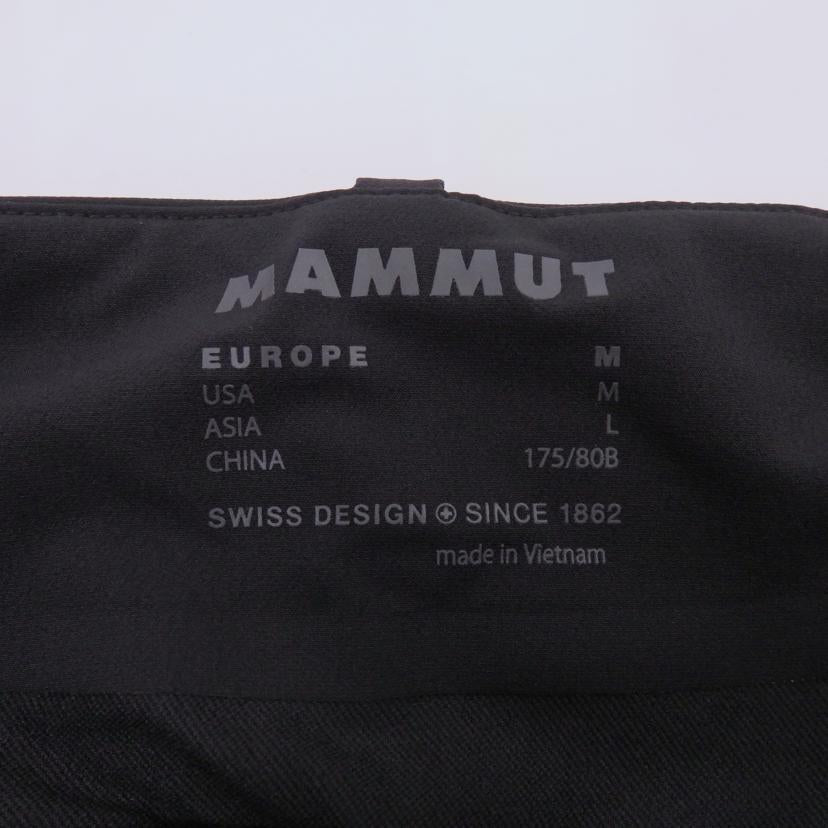 MAMMUT
EUROPE M
USA M
ASIA L
CHINA 175/80B
SWISS DESIGN SINCE 1862
made in Vietnam